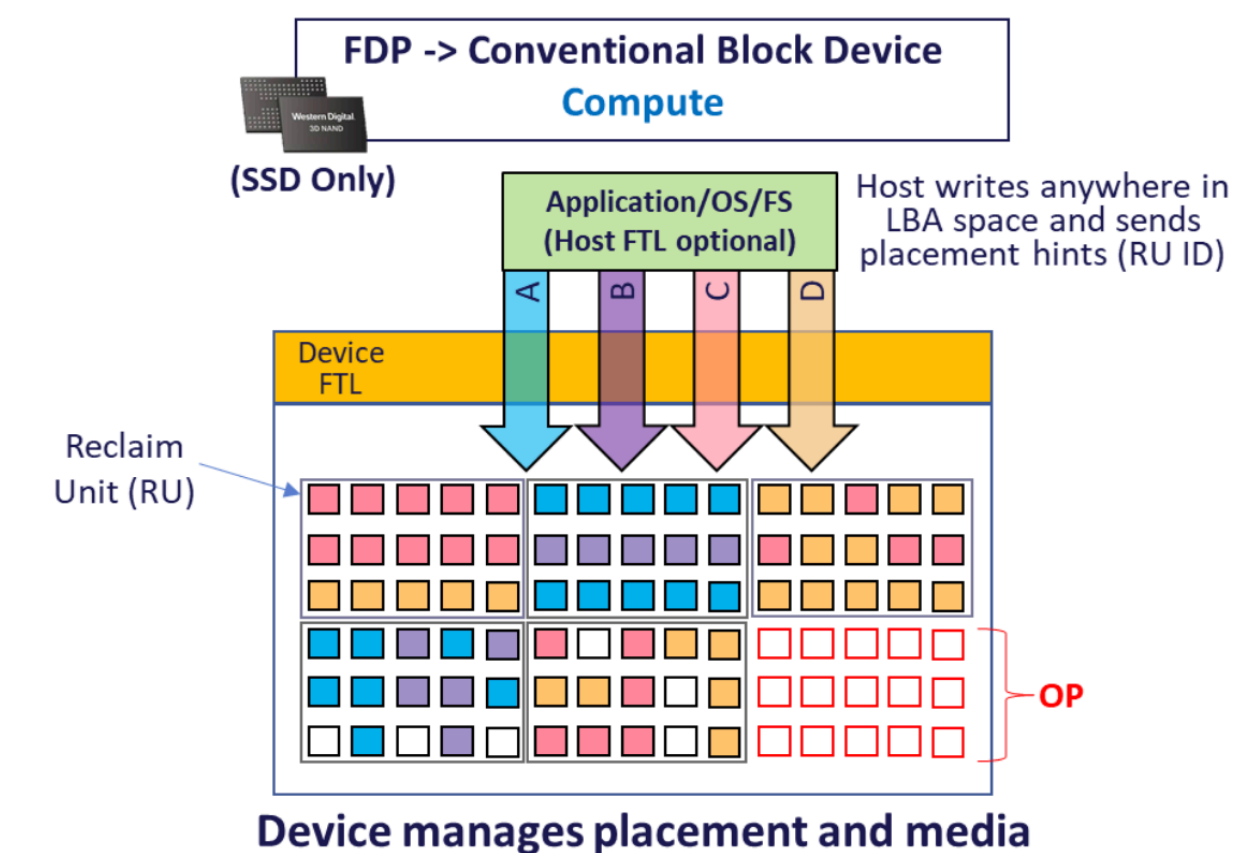 FDP -> Conventional Block Device
Compute
Western Digital
3D NAND
(SSD Only)
Application/OS/FS
(Host FTL optional)
Host writes anywhere in
LBA space and sends
placement hints (RU ID)
A
B
C
D
Device
FTL
Reclaim
Unit (RU)
OP
Device manages placement and media